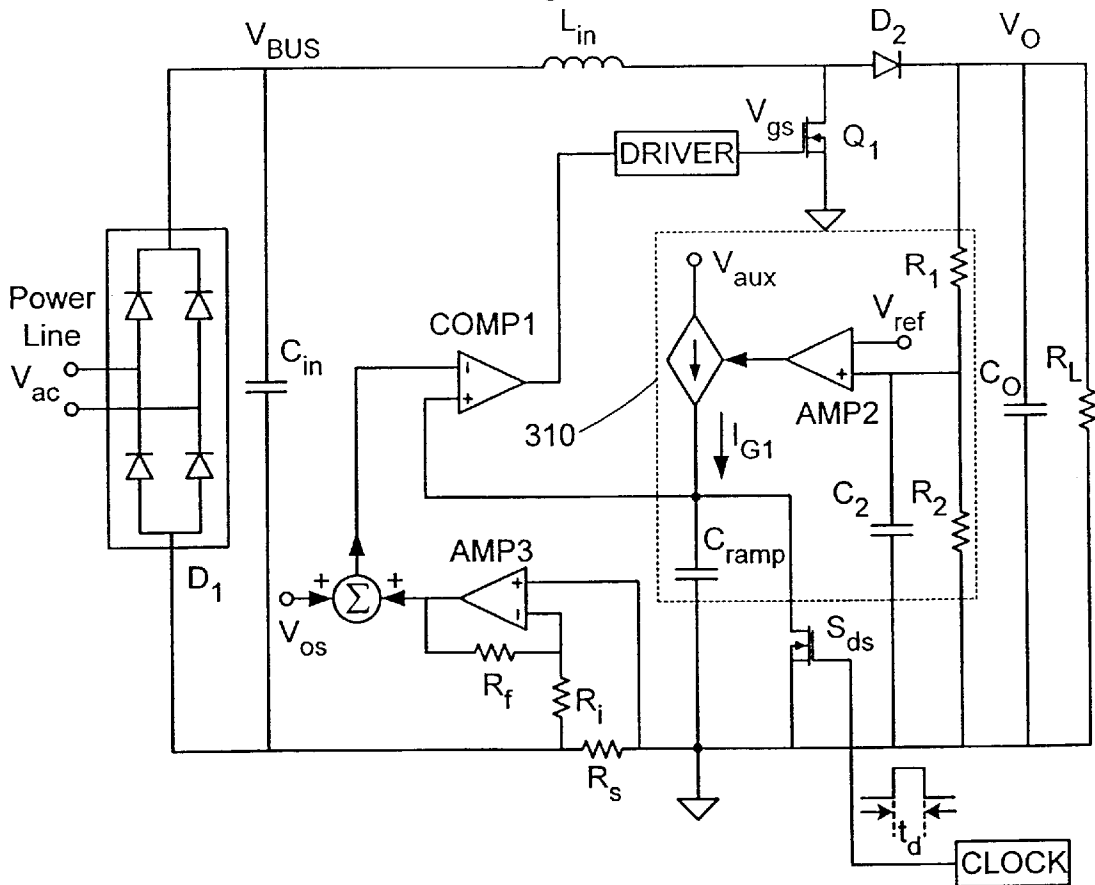 V_BUS
L_in
D_2
V_O
V_gs
Q_1
DRIVER
Power
Line
V_ac
C_in
COMP1
-
+
V_aux
V_ref
R_1
+
AMP2
C_O
R_L
310
I_G1
C_2
R_2
C_ramp
D_1
AMP3
+
+
Σ
+
-
V_os
R_f
R_i
S_ds
R_s
t_d
CLOCK